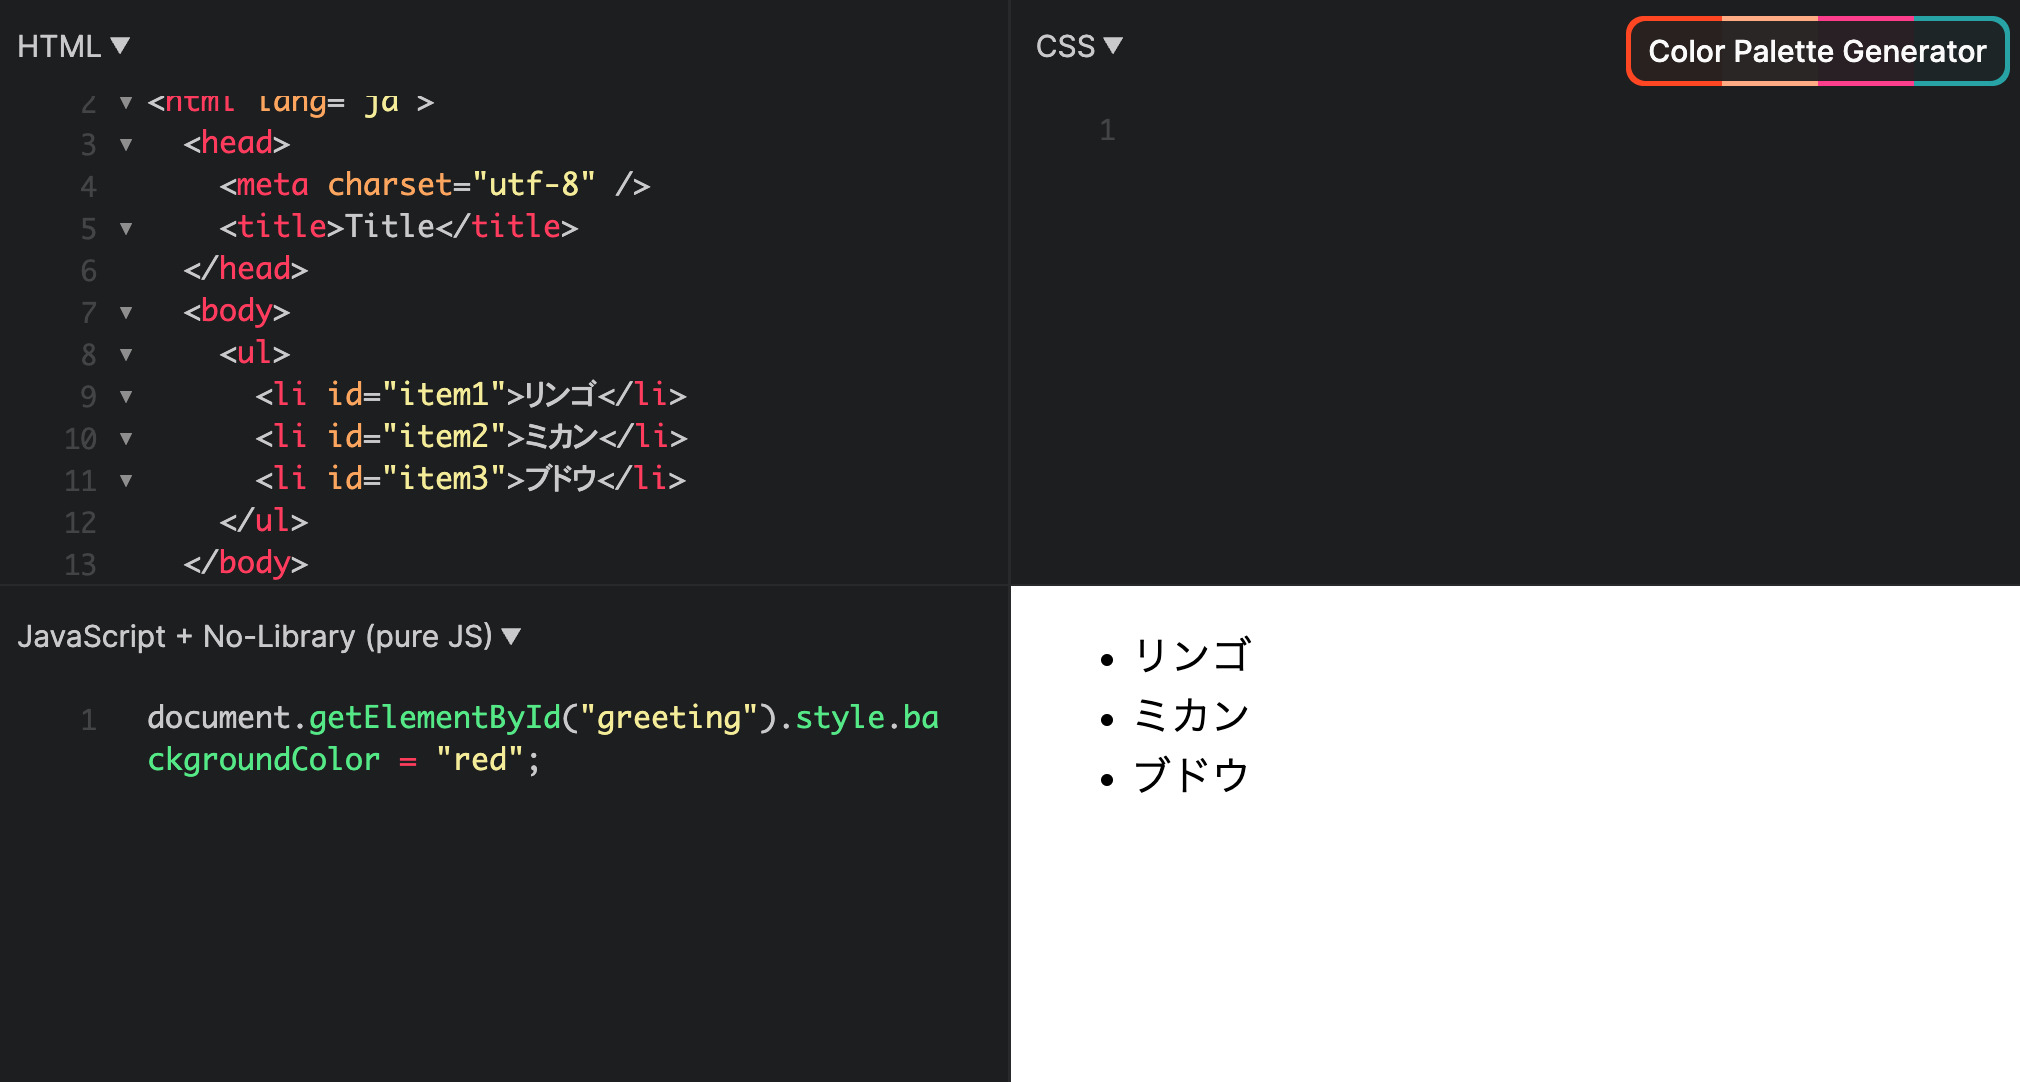 HTML ▼
2 ▼ <html lang="ja">
3 ▼ <head>
4 <meta charset="utf-8" />
5 ▼ <title>Title</title>
6 </head>
7 ▼ <body>
8 ▼ <ul>
9 ▼ <li id="item1">リンゴ</li>
10 ▼ <li id="item2">ミカン</li>
11 ▼ <li id="item3">ブドウ</li>
12 </ul>
13 </body>
CSS ▼
Color Palette Generator
1
JavaScript + No-Library (pure JS) ▼
1 document.getElementById("greeting").style.ba
ckgroundColor = "red";
• リンゴ
• ミカン
• ブドウ